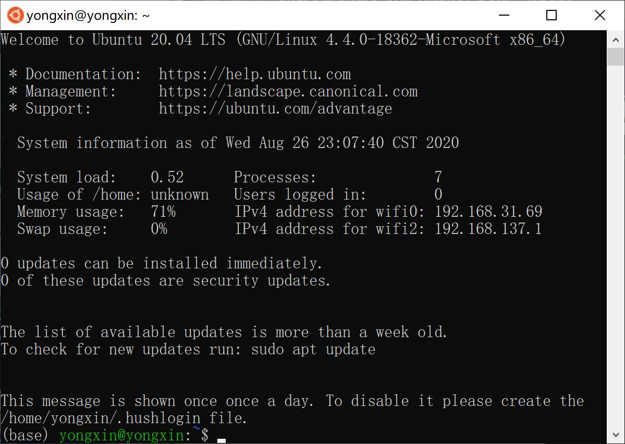 yongxin@yongxin: ~
Welcome to Ubuntu 20.04 LTS (GNU/Linux 4.4.0-18362-Microsoft x86_64)
* Documentation:  https://help.ubuntu.com
* Management:     https://landscape.canonical.com
* Support:        https://ubuntu.com/advantage
System information as of Wed Aug 26 23:07:40 CST 2020
System load:    0.52      Processes:              7
Usage of /home: unknown   Users logged in:        0
Memory usage:   71%       IPv4 address for wifi0: 192.168.31.69
Swap usage:     0%        IPv4 address for wifi2: 192.168.137.1
0 updates can be installed immediately.
0 of these updates are security updates.
The list of available updates is more than a week old.
To check for new updates run: sudo apt update
This message is shown once once a day. To disable it please create the
/home/yongxin/.hushlogin file.
(base) yongxin@yongxin:~$